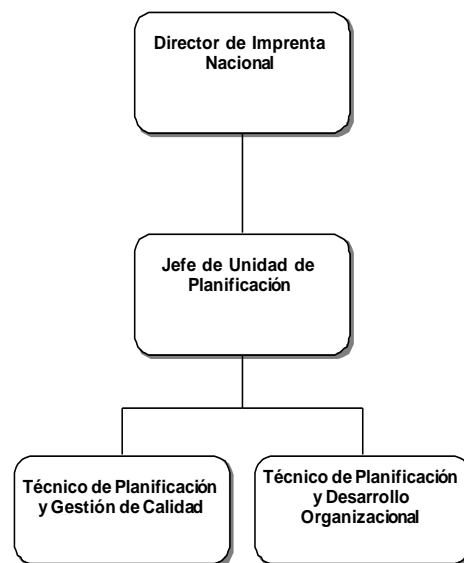 Director de Imprenta
Nacional
Jefe de Unidad de
Planificación
Técnico de Planificación
y Gestión de Calidad
Técnico de Planificación
y Desarrollo
Organizacional